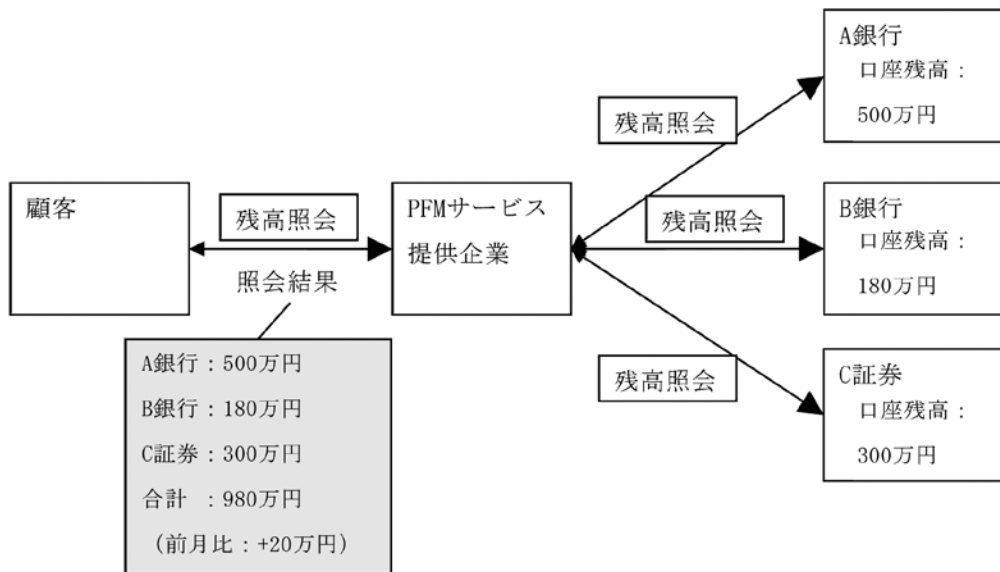 A銀行
口座残高：
500万円
残高照会
顧客
残高照会
照会結果
PFMサービス
提供企業
残高照会
B銀行
口座残高：
180万円
残高照会
C証券
口座残高：
300万円
A銀行：500万円
B銀行：180万円
C証券：300万円
合計　：980万円
（前月比：+20万円）